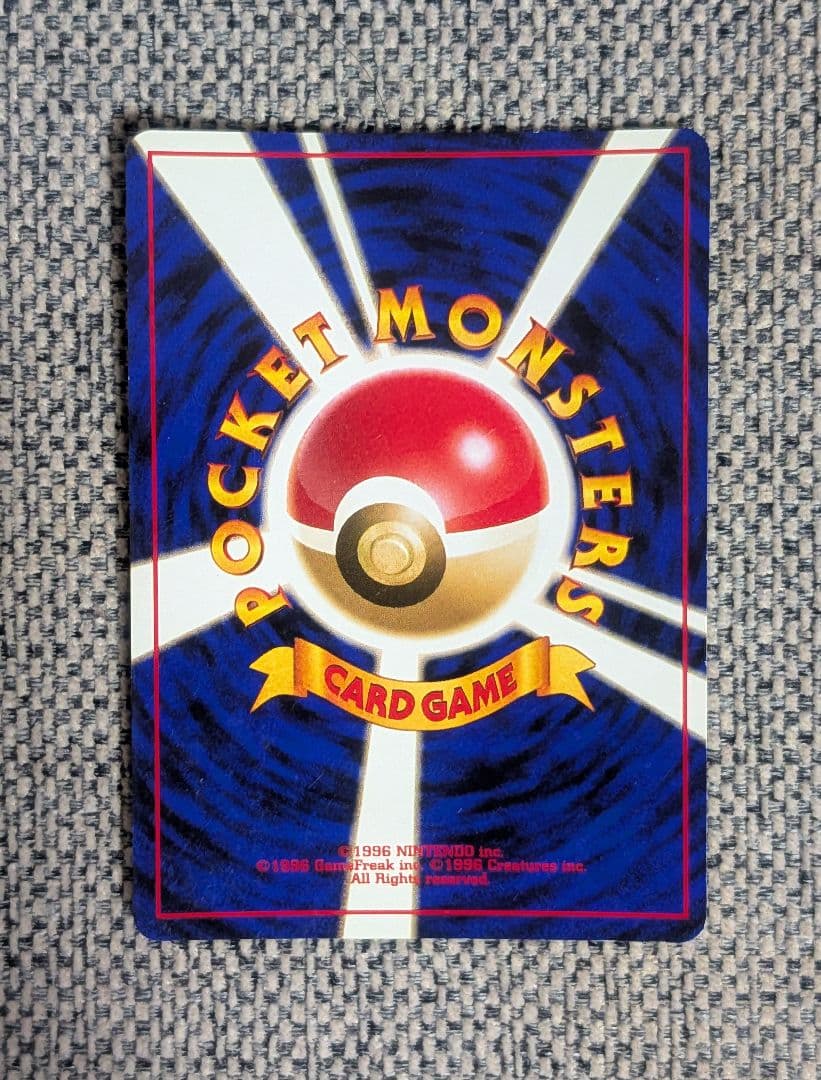 POCKET MONSTERS
CARD GAME
©1996 NINTENDO inc.
©1996 GameFreak inc. ©1996 Creatures inc.
All Rights reserved.